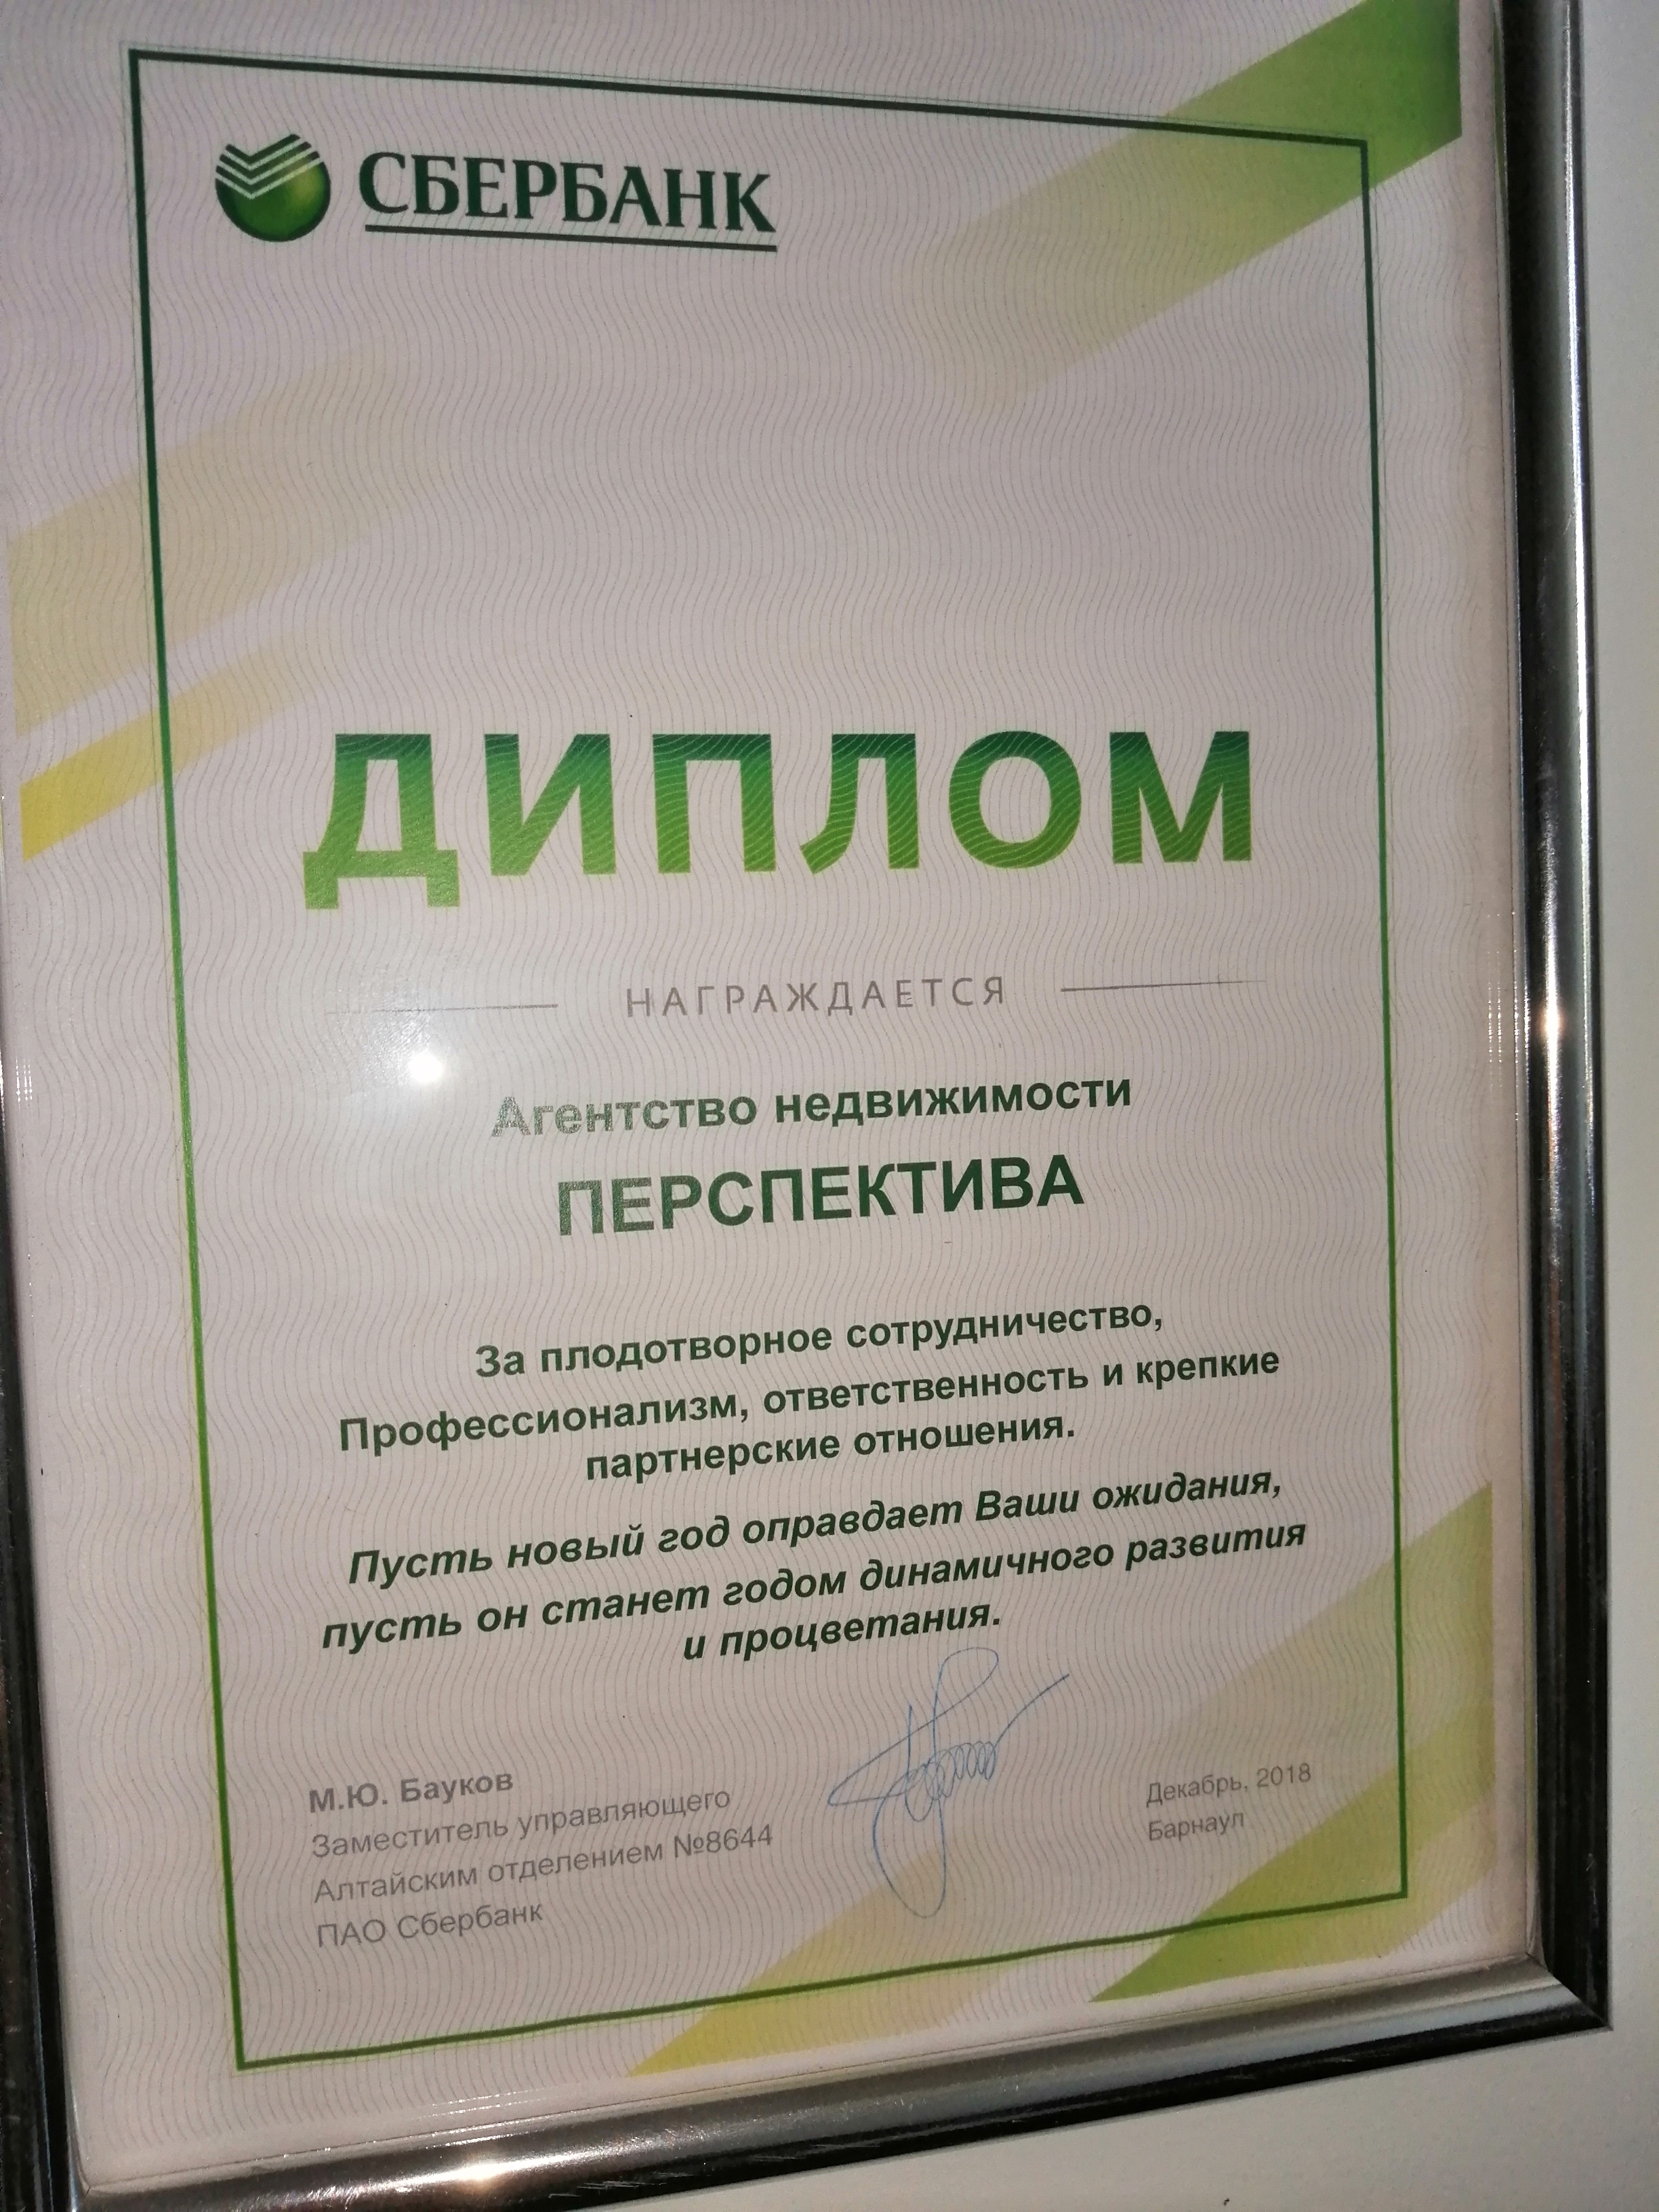 СБЕРБАНК
ДИПЛОМ
НАГРАЖДАЕТСЯ
Агентство недвижимости
ПЕРСПЕКТИВА
За плодотворное сотрудничество,
Профессионализм, ответственность и крепкие
партнерские отношения.
Пусть новый год оправдает Ваши ожидания,
пусть он станет годом динамичного развития
и процветания.
М.Ю. Бауков
Заместитель управляющего
Алтайским отделением №8644
ПАО Сбербанк
Декабрь, 2018
Барнаул